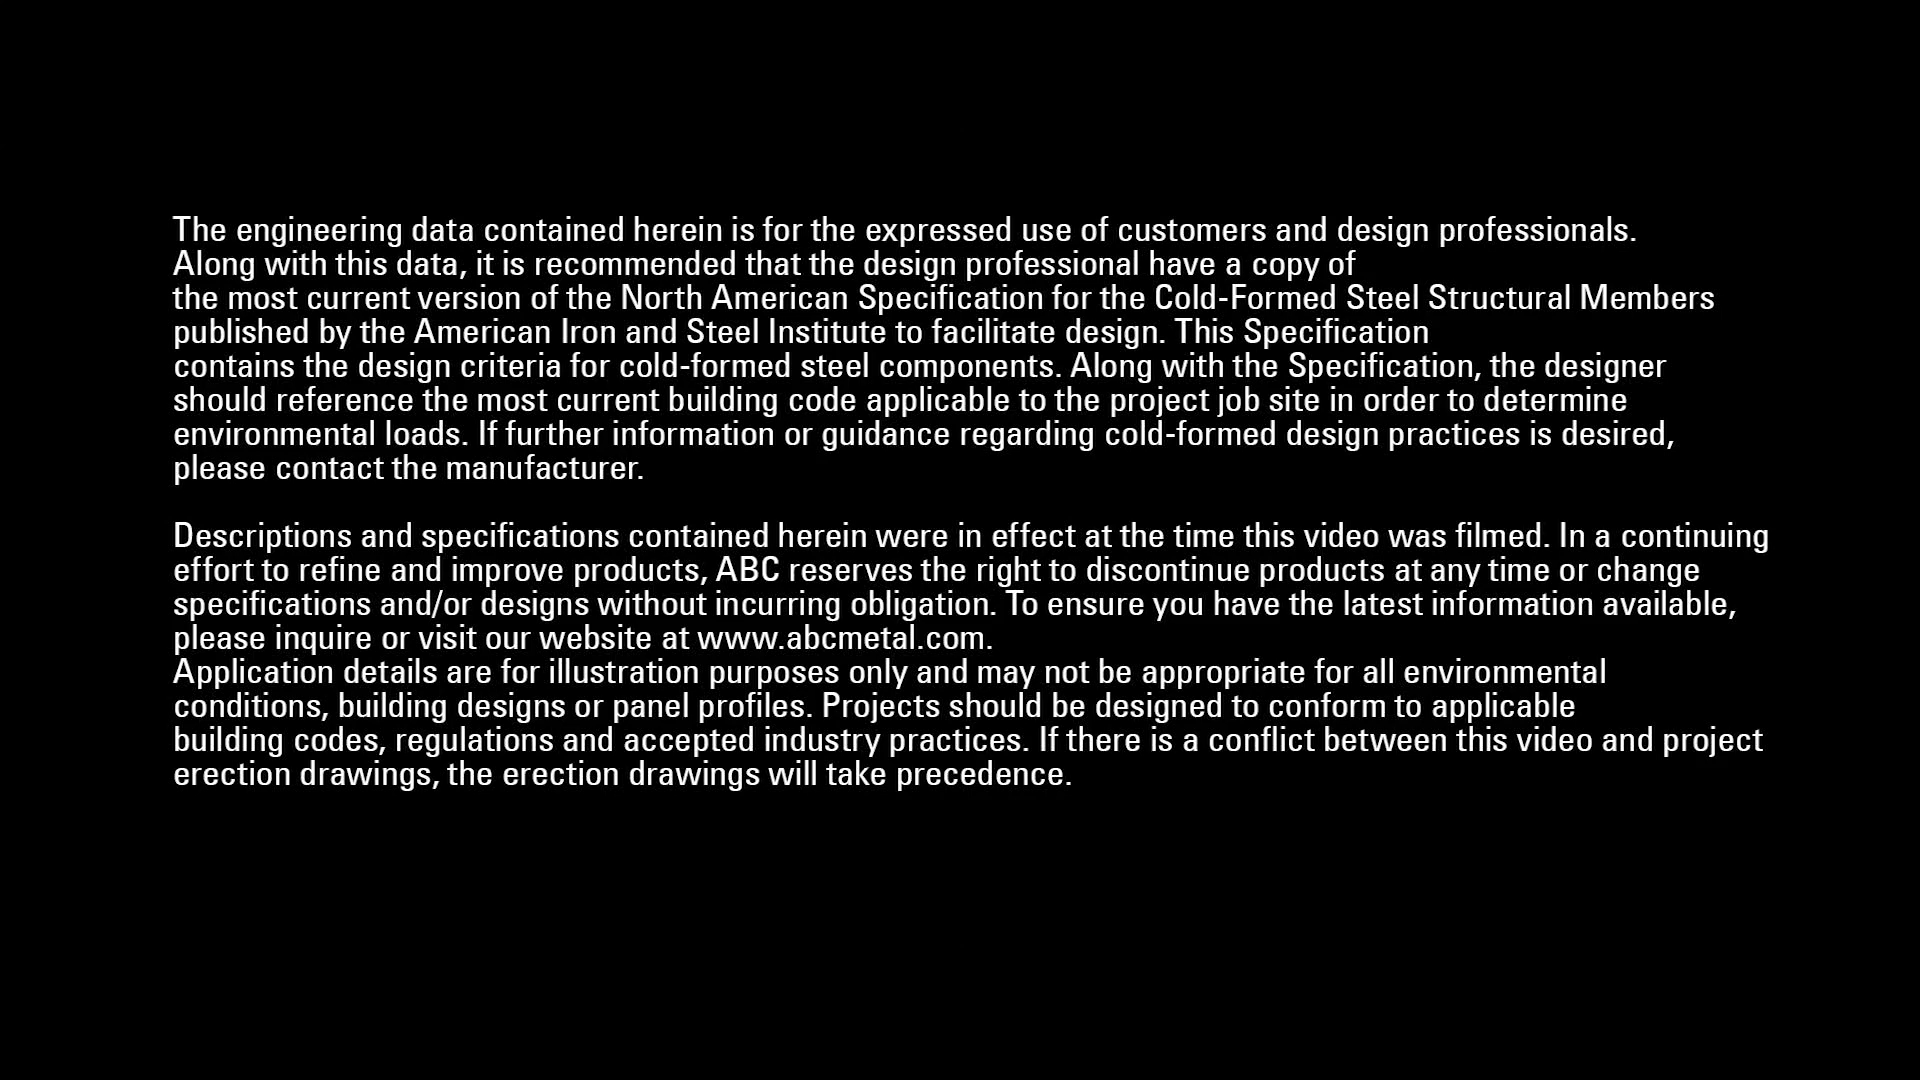 The engineering data contained herein is for the expressed use of customers and design professionals.
Along with this data, it is recommended that the design professional have a copy of
the most current version of the North American Specification for the Cold-Formed Steel Structural Members
published by the American Iron and Steel Institute to facilitate design. This Specification
contains the design criteria for cold-formed steel components. Along with the Specification, the designer
should reference the most current building code applicable to the project job site in order to determine
environmental loads. If further information or guidance regarding cold-formed design practices is desired,
please contact the manufacturer.

Descriptions and specifications contained herein were in effect at the time this video was filmed. In a continuing
effort to refine and improve products, ABC reserves the right to discontinue products at any time or change
specifications and/or designs without incurring obligation. To ensure you have the latest information available,
please inquire or visit our website at www.abcmetal.com.
Application details are for illustration purposes only and may not be appropriate for all environmental
conditions, building designs or panel profiles. Projects should be designed to conform to applicable
building codes, regulations and accepted industry practices. If there is a conflict between this video and project
erection drawings, the erection drawings will take precedence.